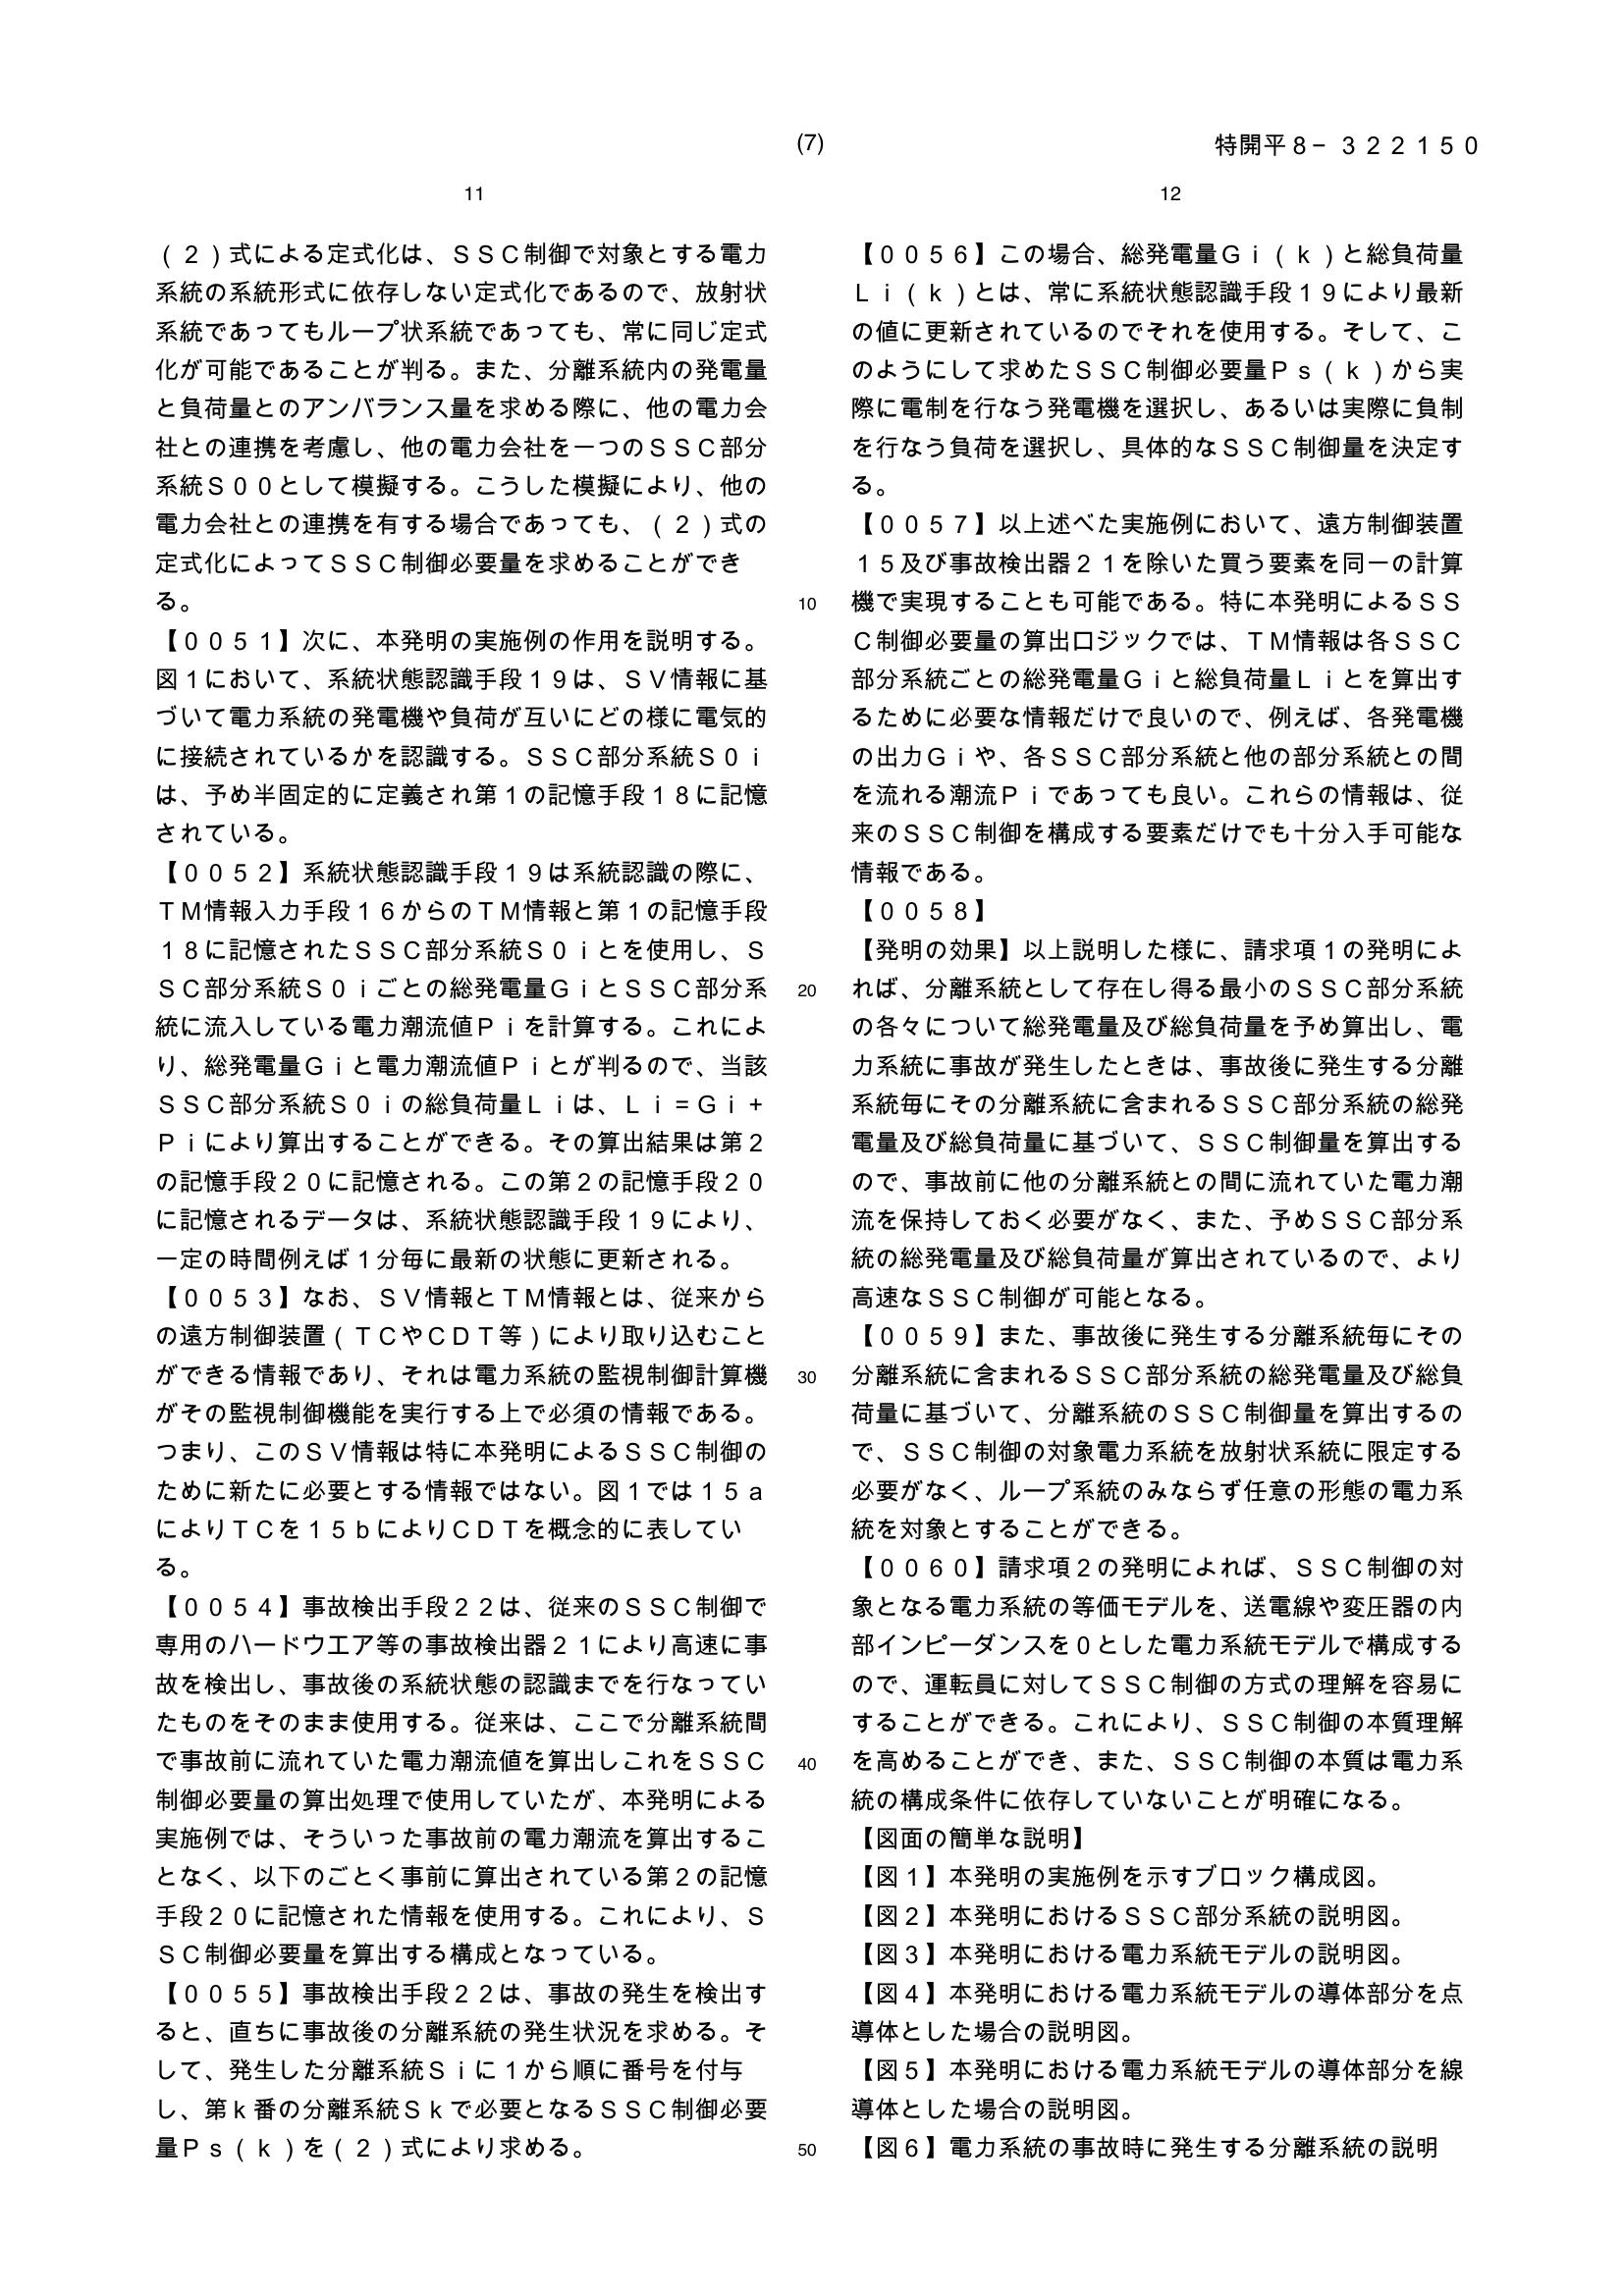 (7)
特開平８−３２２１５０
11
12
（２）式による定式化は、ＳＳＣ制御で対象とする電力
系統の系統形式に依存しない定式化であるので、放射状
系統であってもループ状系統であっても、常に同じ定式
化が可能であることが判る。また、分離系統内の発電量
と負荷量とのアンバランス量を求める際に、他の電力会
社との連携を考慮し、他の電力会社を一つのＳＳＣ部分
系統Ｓ００として模擬する。こうした模擬により、他の
電力会社との連携を有する場合であっても、（２）式の
定式化によってＳＳＣ制御必要量を求めることができ
る。
【００５１】次に、本発明の実施例の作用を説明する。
図１において、系統状態認識手段１９は、ＳＶ情報に基
づいて電力系統の発電機や負荷が互いにどの様に電気的
に接続されているかを認識する。ＳＳＣ部分系統Ｓ０ｉ
は、予め半固定的に定義され第１の記憶手段１８に記憶
されている。
【００５２】系統状態認識手段１９は系統認識の際に、
ＴＭ情報入力手段１６からのＴＭ情報と第１の記憶手段
１８に記憶されたＳＳＣ部分系統Ｓ０ｉとを使用し、Ｓ
ＳＣ部分系統Ｓ０ｉごとの総発電量ＧｉとＳＳＣ部分系
統に流入している電力潮流値Ｐｉを計算する。これによ
り、総発電量Ｇｉと電力潮流値Ｐｉとが判るので、当該
ＳＳＣ部分系統Ｓ０ｉの総負荷量Ｌｉは、Ｌｉ＝Ｇｉ＋
Ｐｉにより算出することができる。その算出結果は第２
の記憶手段２０に記憶される。この第２の記憶手段２０
に記憶されるデータは、系統状態認識手段１９により、
一定の時間例えば１分毎に最新の状態に更新される。
【００５３】なお、ＳＶ情報とＴＭ情報とは、従来から
の遠方制御装置（ＴＣやＣＤＴ等）により取り込むこと
ができる情報であり、それは電力系統の監視制御計算機
がその監視制御機能を実行する上で必須の情報である。
つまり、このＳＶ情報は特に本発明によるＳＳＣ制御の
ために新たに必要とする情報ではない。図１では１５ａ
によりＴＣを１５ｂによりＣＤＴを概念的に表してい
る。
【００５４】事故検出手段２２は、従来のＳＳＣ制御で
専用のハードウエア等の事故検出器２１により高速に事
故を検出し、事故後の系統状態の認識までを行なってい
たものをそのまま使用する。従来は、ここで分離系統間
で事故前に流れていた電力潮流値を算出しこれをＳＳＣ
制御必要量の算出処理で使用していたが、本発明による
実施例では、そういった事故前の電力潮流を算出するこ
となく、以下のごとく事前に算出されている第２の記憶
手段２０に記憶された情報を使用する。これにより、Ｓ
ＳＣ制御必要量を算出する構成となっている。
【００５５】事故検出手段２２は、事故の発生を検出す
ると、直ちに事故後の分離系統の発生状況を求める。そ
して、発生した分離系統Ｓｉに１から順に番号を付与
し、第ｋ番の分離系統Ｓｋで必要となるＳＳＣ制御必要
量Ｐｓ（ｋ）を（２）式により求める。
10
20
30
40
50
【００５６】この場合、総発電量Ｇｉ（ｋ）と総負荷量
Ｌｉ（ｋ）とは、常に系統状態認識手段１９により最新
の値に更新されているのでそれを使用する。そして、こ
のようにして求めたＳＳＣ制御必要量Ｐｓ（ｋ）から実
際に電制を行なう発電機を選択し、あるいは実際に負制
を行なう負荷を選択し、具体的なＳＳＣ制御量を決定す
る。
【００５７】以上述べた実施例において、遠方制御装置
１５及び事故検出器２１を除いた買う要素を同一の計算
機で実現することも可能である。特に本発明によるＳＳ
Ｃ制御必要量の算出ロジックでは、ＴＭ情報は各ＳＳＣ
部分系統ごとの総発電量Ｇｉと総負荷量Ｌｉとを算出す
るために必要な情報だけで良いので、例えば、各発電機
の出力Ｇｉや、各ＳＳＣ部分系統と他の部分系統との間
を流れる潮流Ｐｉであっても良い。これらの情報は、従
来のＳＳＣ制御を構成する要素だけでも十分入手可能な
情報である。
【００５８】
【発明の効果】以上説明した様に、請求項１の発明によ
れば、分離系統として存在し得る最小のＳＳＣ部分系統
の各々について総発電量及び総負荷量を予め算出し、電
力系統に事故が発生したときは、事故後に発生する分離
系統毎にその分離系統に含まれるＳＳＣ部分系統の総発
電量及び総負荷量に基づいて、ＳＳＣ制御量を算出する
ので、事故前に他の分離系統との間に流れていた電力潮
流を保持しておく必要がなく、また、予めＳＳＣ部分系
統の総発電量及び総負荷量が算出されているので、より
高速なＳＳＣ制御が可能となる。
【００５９】また、事故後に発生する分離系統毎にその
分離系統に含まれるＳＳＣ部分系統の総発電量及び総負
荷量に基づいて、分離系統のＳＳＣ制御量を算出するの
で、ＳＳＣ制御の対象電力系統を放射状系統に限定する
必要がなく、ループ系統のみならず任意の形態の電力系
統を対象とすることができる。
【００６０】請求項２の発明によれば、ＳＳＣ制御の対
象となる電力系統の等価モデルを、送電線や変圧器の内
部インピーダンスを０とした電力系統モデルで構成する
ので、運転員に対してＳＳＣ制御の方式の理解を容易に
することができる。これにより、ＳＳＣ制御の本質理解
を高めることができ、また、ＳＳＣ制御の本質は電力系
統の構成条件に依存していないことが明確になる。
【図面の簡単な説明】
【図１】本発明の実施例を示すブロック構成図。
【図２】本発明におけるＳＳＣ部分系統の説明図。
【図３】本発明における電力系統モデルの説明図。
【図４】本発明における電力系統モデルの導体部分を点
導体とした場合の説明図。
【図５】本発明における電力系統モデルの導体部分を線
導体とした場合の説明図。
【図６】電力系統の事故時に発生する分離系統の説明